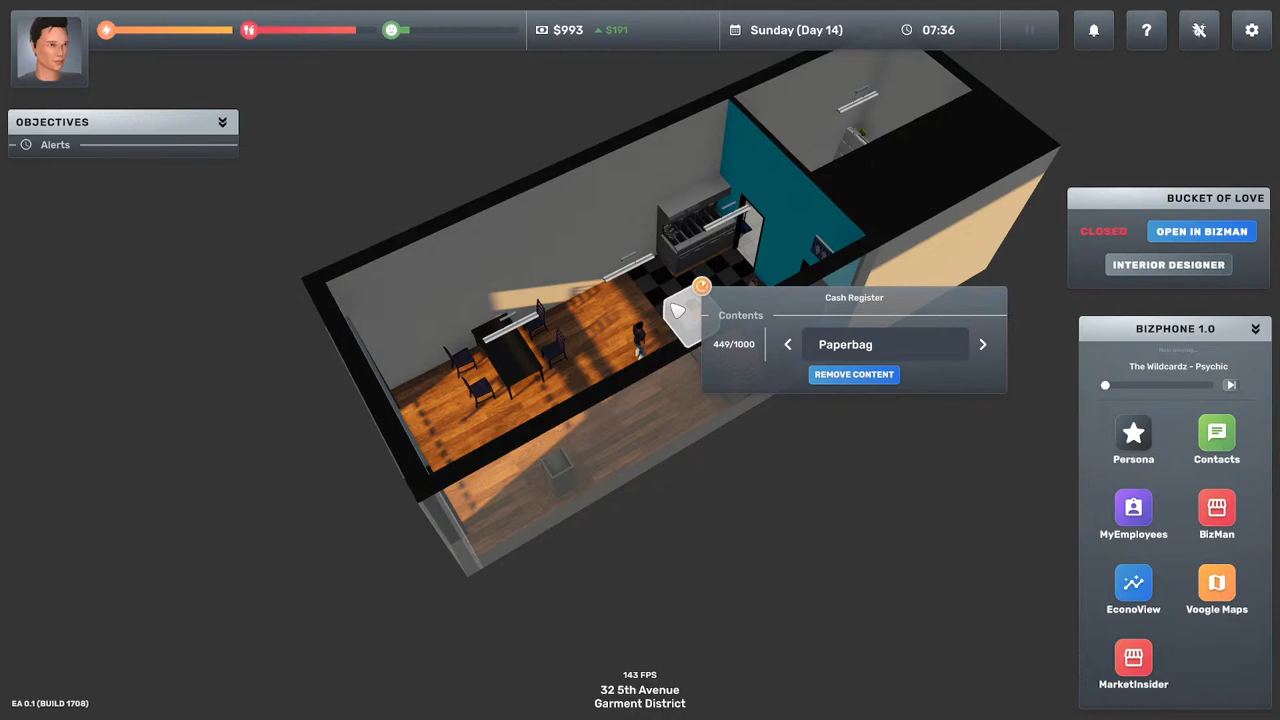 $993
$191
Sunday (Day 14)
07:36
?
OBJECTIVES
Alerts
BUCKET OF LOVE
CLOSED
OPEN IN BIZMAN
INTERIOR DESIGNER
Cash Register
Contents
449/1000
Paperbag
REMOVE CONTENT
BIZPHONE 1.0
Now playing...
The Wildcardz - Psychic
Persona
Contacts
MyEmployees
BizMan
EconoView
Voogle Maps
MarketInsider
143 FPS
32 5th Avenue
Garment District
EA 0.1 (BUILD 1708)